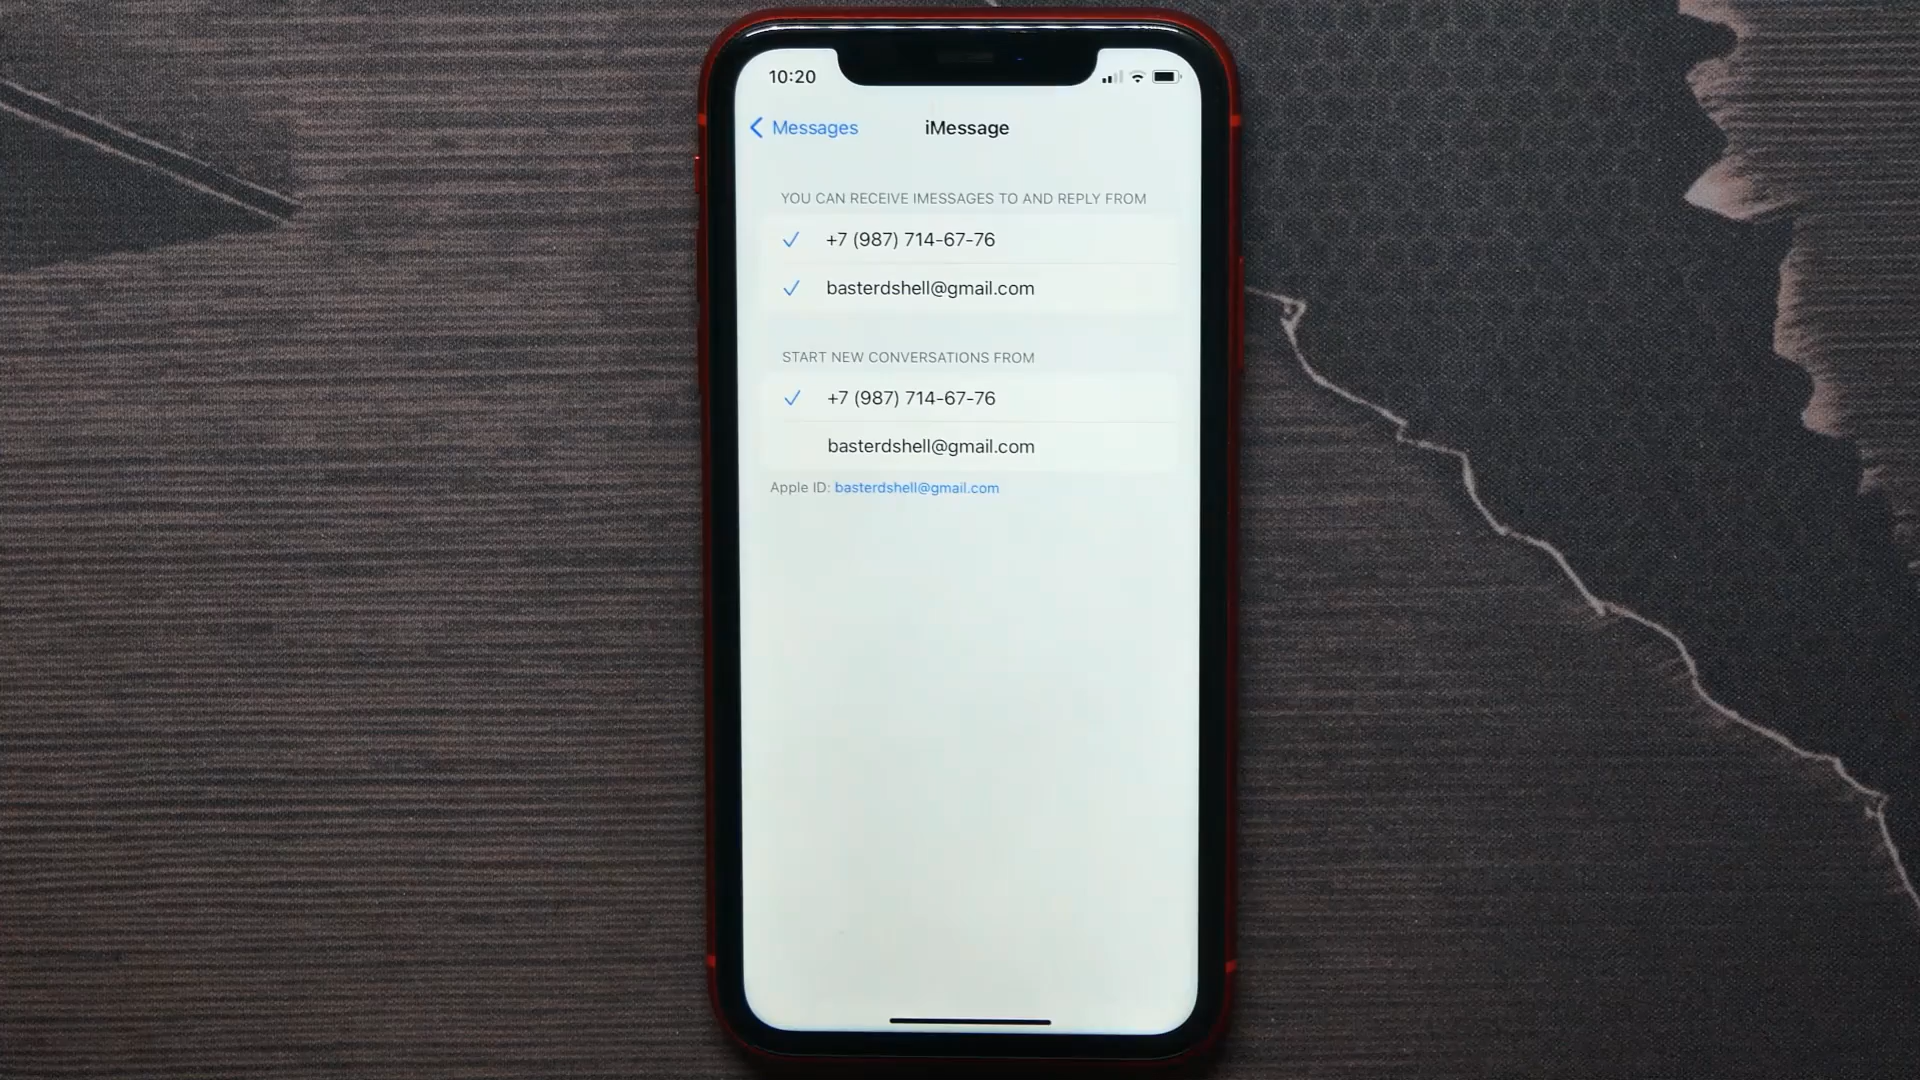 10:20
Messages
iMessage
YOU CAN RECEIVE IMESSAGES TO AND REPLY FROM
+7 (987) 714-67-76
basterdshell@gmail.com
START NEW CONVERSATIONS FROM
+7 (987) 714-67-76
basterdshell@gmail.com
Apple ID: basterdshell@gmail.com